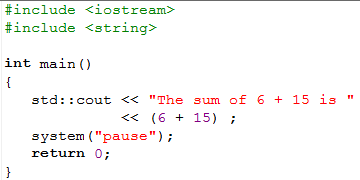 #include <iostream>
#include <string>
int main()
{
std::cout << "The sum of 6 + 15 is "
<< (6 + 15) ;
system("pause");
return 0;
}